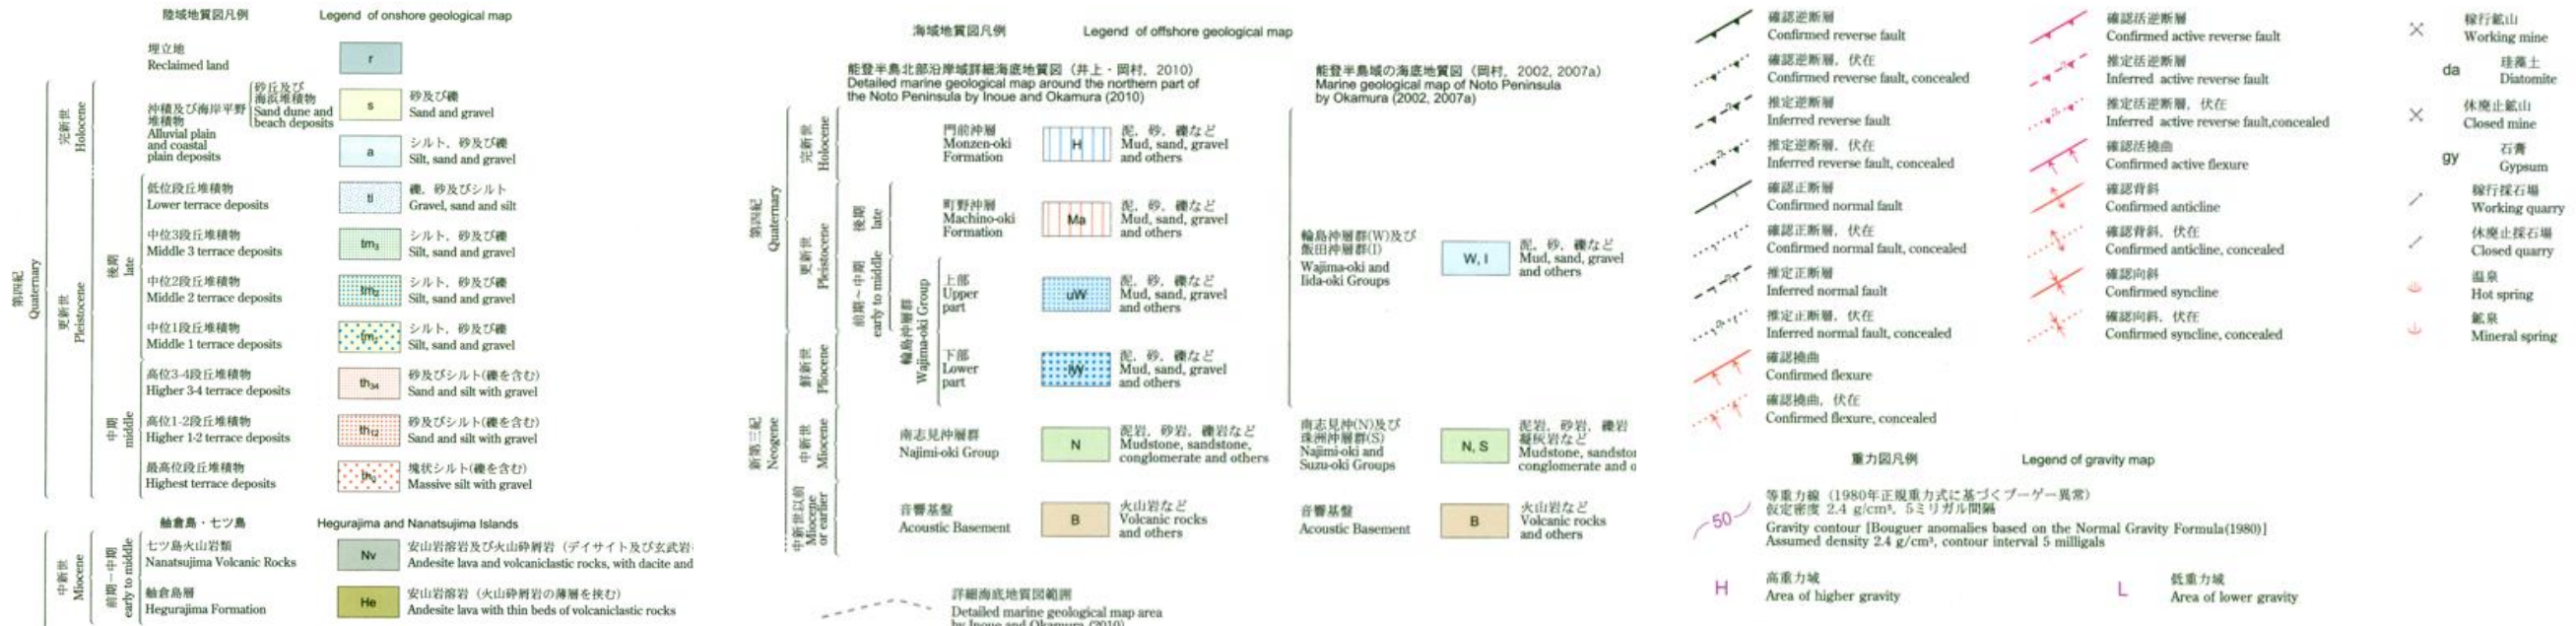 陸域地質図凡例 Legend of onshore geological map
埋立地
Reclaimed land
r
第四紀
Quaternary
完新世
Holocene
沖積及び海岸平野
堆積物
Alluvial plain
and coastal
plain deposits
砂丘及び
海浜堆積物
Sand dune and
beach deposits
s
砂及び礫
Sand and gravel
a
シルト，砂及び礫
Silt, sand and gravel
更新世
Pleistocene
後期
late
低位段丘堆積物
Lower terrace deposits
tl
礫，砂及びシルト
Gravel, sand and silt
中位3段丘堆積物
Middle 3 terrace deposits
tm3
シルト，砂及び礫
Silt, sand and gravel
中位2段丘堆積物
Middle 2 terrace deposits
tm2
シルト，砂及び礫
Silt, sand and gravel
中位1段丘堆積物
Middle 1 terrace deposits
tm1
シルト，砂及び礫
Silt, sand and gravel
中期
middle
高位3-4段丘堆積物
Higher 3-4 terrace deposits
th34
砂及びシルト(礫を含む)
Sand and silt with gravel
高位1-2段丘堆積物
Higher 1-2 terrace deposits
th12
砂及びシルト(礫を含む)
Sand and silt with gravel
最高位段丘堆積物
Highest terrace deposits
th0
塊状シルト(礫を含む)
Massive silt with gravel
舳倉島・七ツ島 Hegurajima and Nanatsujima Islands
中新世
Miocene
前期－中期
early to middle
七ツ島火山岩類
Nanatsujima Volcanic Rocks
Nv
安山岩溶岩及び火山砕屑岩（デイサイト及び玄武岩
Andesite lava and volcaniclastic rocks, with dacite and
舳倉島層
Hegurajima Formation
He
安山岩溶岩（火山砕屑岩の薄層を挟む）
Andesite lava with thin beds of volcaniclastic rocks
海域地質図凡例 Legend of offshore geological map
能登半島北部沿岸域詳細海底地質図（井上・岡村，2010）
Detailed marine geological map around the northern part of
the Noto Peninsula by Inoue and Okamura (2010)
能登半島域の海底地質図（岡村，2002, 2007a）
Marine geological map of Noto Peninsula
by Okamura (2002, 2007a)
第四紀
Quaternary
完新世
Holocene
門前沖層
Monzen-oki
Formation
H
泥，砂，礫など
Mud, sand, gravel
and others
更新世
Pleistocene
後期
late
町野沖層
Machino-oki
Formation
Ma
泥，砂，礫など
Mud, sand, gravel
and others
前期～中期
early to middle
輪島沖層群
Wajima-oki Group
上部
Upper
part
uW
泥，砂，礫など
Mud, sand, gravel
and others
新第三紀
Neogene
鮮新世
Pliocene
下部
Lower
part
lW
泥，砂，礫など
Mud, sand, gravel
and others
輪島沖層群(W)及び
飯田沖層群(I)
Wajima-oki and
Iida-oki Groups
W, I
泥，砂，礫など
Mud, sand, gravel
and others
中新世
Miocene
南志見沖層群
Najimi-oki Group
N
泥岩，砂岩，礫岩など
Mudstone, sandstone,
conglomerate and others
南志見沖(N)及び
珠洲沖層群(S)
Najimi-oki and
Suzu-oki Groups
N, S
泥岩，砂岩，礫岩
凝灰岩など
Mudstone, sandstor
conglomerate and o
中新世以前
Miocene
or earlier
音響基盤
Acoustic Basement
B
火山岩など
Volcanic rocks
and others
音響基盤
Acoustic Basement
B
火山岩など
Volcanic rocks
and others
詳細海底地質図範囲
Detailed marine geological map area
by Inoue and Okamura (2010)
確認逆断層
Confirmed reverse fault
確認逆断層，伏在
Confirmed reverse fault, concealed
推定逆断層
Inferred reverse fault
推定逆断層，伏在
Inferred reverse fault, concealed
確認正断層
Confirmed normal fault
確認正断層，伏在
Confirmed normal fault, concealed
推定正断層
Inferred normal fault
推定正断層，伏在
Inferred normal fault, concealed
確認撓曲
Confirmed flexure
確認撓曲，伏在
Confirmed flexure, concealed
確認活逆断層
Confirmed active reverse fault
推定活逆断層
Inferred active reverse fault
推定活逆断層，伏在
Inferred active reverse fault,concealed
確認活撓曲
Confirmed active flexure
確認背斜
Confirmed anticline
確認背斜，伏在
Confirmed anticline, concealed
確認向斜
Confirmed syncline
確認向斜，伏在
Confirmed syncline, concealed
稼行鉱山
Working mine
da
珪藻土
Diatomite
休廃止鉱山
Closed mine
gy
石膏
Gypsum
稼行採石場
Working quarry
休廃止採石場
Closed quarry
温泉
Hot spring
鉱泉
Mineral spring
重力図凡例 Legend of gravity map
50
等重力線（1980年正規重力式に基づくブーゲー異常）
仮定密度 2.4 g/cm³，5ミリガル間隔
Gravity contour [Bouguer anomalies based on the Normal Gravity Formula(1980)]
Assumed density 2.4 g/cm³, contour interval 5 milligals
H
高重力域
Area of higher gravity
L
低重力域
Area of lower gravity